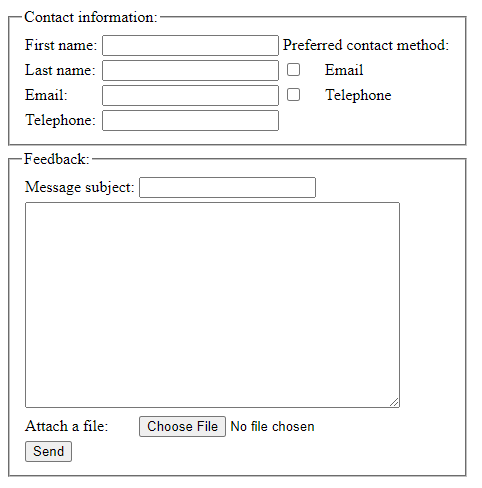 Contact information:
First name: Preferred contact method:
Last name: Email
Email: Telephone
Telephone:
Feedback:
Message subject:
Attach a file: Choose File No file chosen
Send